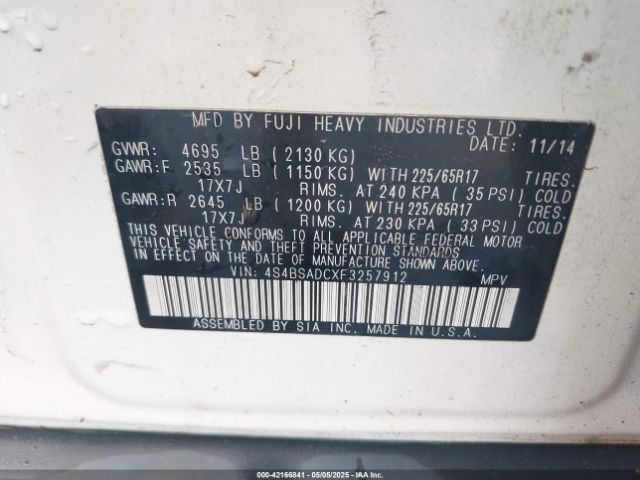 MFD BY FUJI HEAVY INDUSTRIES LTD.
DATE: 11/14
GVWR: 4695 LB ( 2130 KG)
GAWR:F 2535 LB ( 1150 KG) WITH 225/65R17 TIRES.
17X7J RIMS. AT 240 KPA ( 35 PSI) COLD
GAWR:R 2645 LB ( 1200 KG) WITH 225/65R17 TIRES.
17X7J RIMS. AT 230 KPA ( 33 PSI) COLD
THIS VEHICLE CONFORMS TO ALL APPLICABLE FEDERAL MOTOR
VEHICLE SAFETY AND THEFT PREVENTION STANDARDS
IN EFFECT ON THE DATE OF MANUFACTURE SHOWN ABOVE.
VIN: 4S4BSADCXF3257912 MPV
ASSEMBLED BY SIA INC. MADE IN U.S.A.
000-42166841 - 05/05/2025 - IAAI.COM